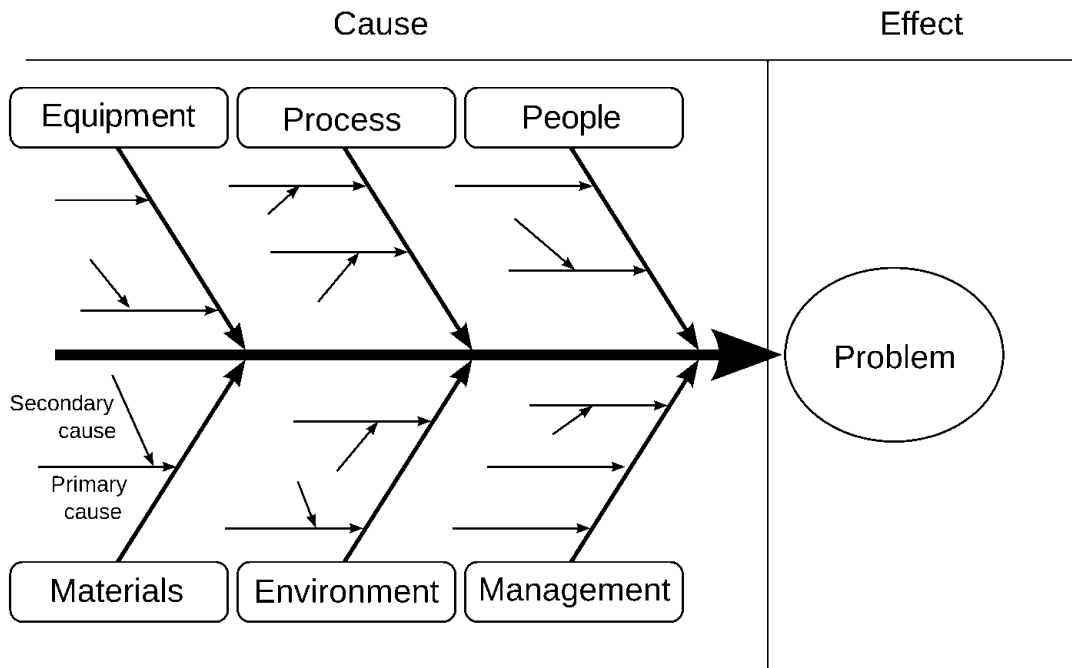 Cause
Effect
Equipment
Process
People
Problem
Secondary
cause
Primary
cause
Materials
Environment
Management